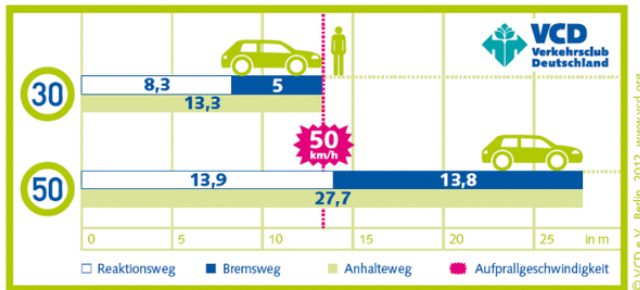 VCD
Verkehrsclub
Deutschland
30
8,3
5
13,3
50
km/h
50
13,9
13,8
27,7
0
5
10
15
20
25
in m
Reaktionsweg
Bremsweg
Anhalteweg
Aufprallgeschwindigkeit
© VCD e.V., Berlin, 2012, www.vcd.org